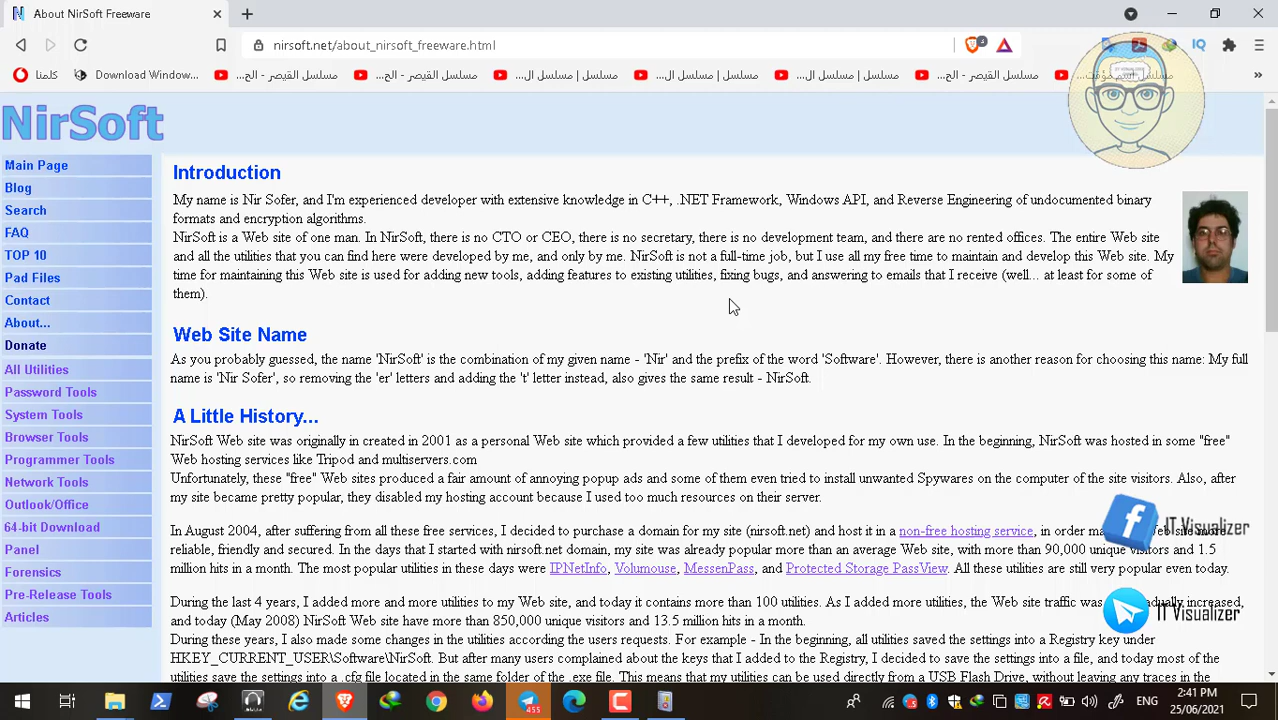 About NirSoft Freeware
nirsoft.net/about_nirsoft_freeware.html
كلمنا
Download Window...
مسلسل القيصر - الح...
مسلسل القيصر - الح...
مسلسل | مسلسل ال...
مسلسل | مسلسل ال...
مسلسل | مسلسل ال...
مسلسل القيصر - الح...
NirSoft
Main Page
Blog
Search
FAQ
TOP 10
Pad Files
Contact
About...
Donate
All Utilities
Password Tools
System Tools
Browser Tools
Programmer Tools
Network Tools
Outlook/Office
64-bit Download
Panel
Forensics
Pre-Release Tools
Articles
Introduction
My name is Nir Sofer, and I'm experienced developer with extensive knowledge in C++, .NET Framework, Windows API, and Reverse Engineering of undocumented binary
formats and encryption algorithms.
NirSoft is a Web site of one man. In NirSoft, there is no CTO or CEO, there is no secretary, there is no development team, and there are no rented offices. The entire Web site
and all the utilities that you can find here were developed by me, and only by me. NirSoft is not a full-time job, but I use all my free time to maintain and develop this Web site. My
time for maintaining this Web site is used for adding new tools, adding features to existing utilities, fixing bugs, and answering to emails that I receive (well... at least for some of
them).
Web Site Name
As you probably guessed, the name 'NirSoft' is the combination of my given name - 'Nir' and the prefix of the word 'Software'. However, there is another reason for choosing this name: My full
name is 'Nir Sofer', so removing the 'er' letters and adding the 't' letter instead, also gives the same result - NirSoft.
A Little History...
NirSoft Web site was originally in created in 2001 as a personal Web site which provided a few utilities that I developed for my own use. In the beginning, NirSoft was hosted in some "free"
Web hosting services like Tripod and multiservers.com
Unfortunately, these "free" Web sites produced a fair amount of annoying popup ads and some of them even tried to install unwanted Spywares on the computer of the site visitors. Also, after
my site became pretty popular, they disabled my hosting account because I used too much resources on their server.
In August 2004, after suffering from all these free services, I decided to purchase a domain for my site (nirsoft.net) and host it in a non-free hosting service, in order
reliable, friendly and secured. In the days that I started with nirsoft.net domain, my site was already popular more than an average Web site, with more than 90,000 unique visitors and 1.5
million hits in a month. The most popular utilities in these days were IPNetInfo, Volumouse, MessenPass, and Protected Storage PassView. All these utilities are still very popular even today.
During the last 4 years, I added more and more utilities to my Web site, and today it contains more than 100 utilities. As I added more utilities, the Web site traffic was increased,
and today (May 2008) NirSoft Web site have more than 850,000 unique visitors and 13.5 million hits in a month.
During these years, I also made some changes in the utilities according the users requests. For example - In the beginning, all utilities saved the settings into a Registry key under
HKEY_CURRENT_USER\Software\NirSoft. But after many users complained about the keys that I added to the Registry, I decided to save the settings into a file, and today most of the
utilities save the settings into a .cfg file located in the same folder of the .exe file. This means that my utilities can be used directly from a USB Flash Drive, without leaving any traces in the
IT Visualizer
IT Visualizer
455
ENG
2:41 PM
25/06/2021